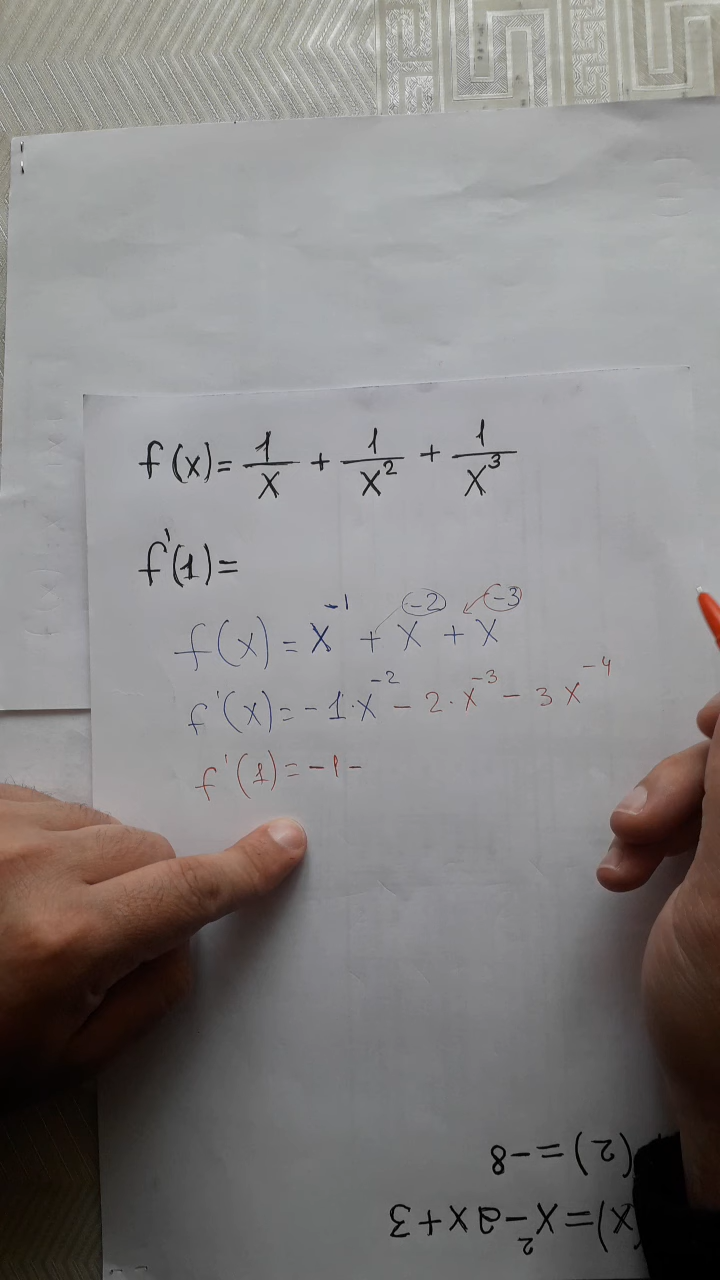 f(x) = 1/x + 1/x² + 1/x³
f'(1) =
f(x) = x⁻¹ + x⁻² + x⁻³
f'(x) = -1·x⁻² - 2·x⁻³ - 3x⁻⁴
f'(1) = -1 -
(2) = -8
x) = x² - ax + 3